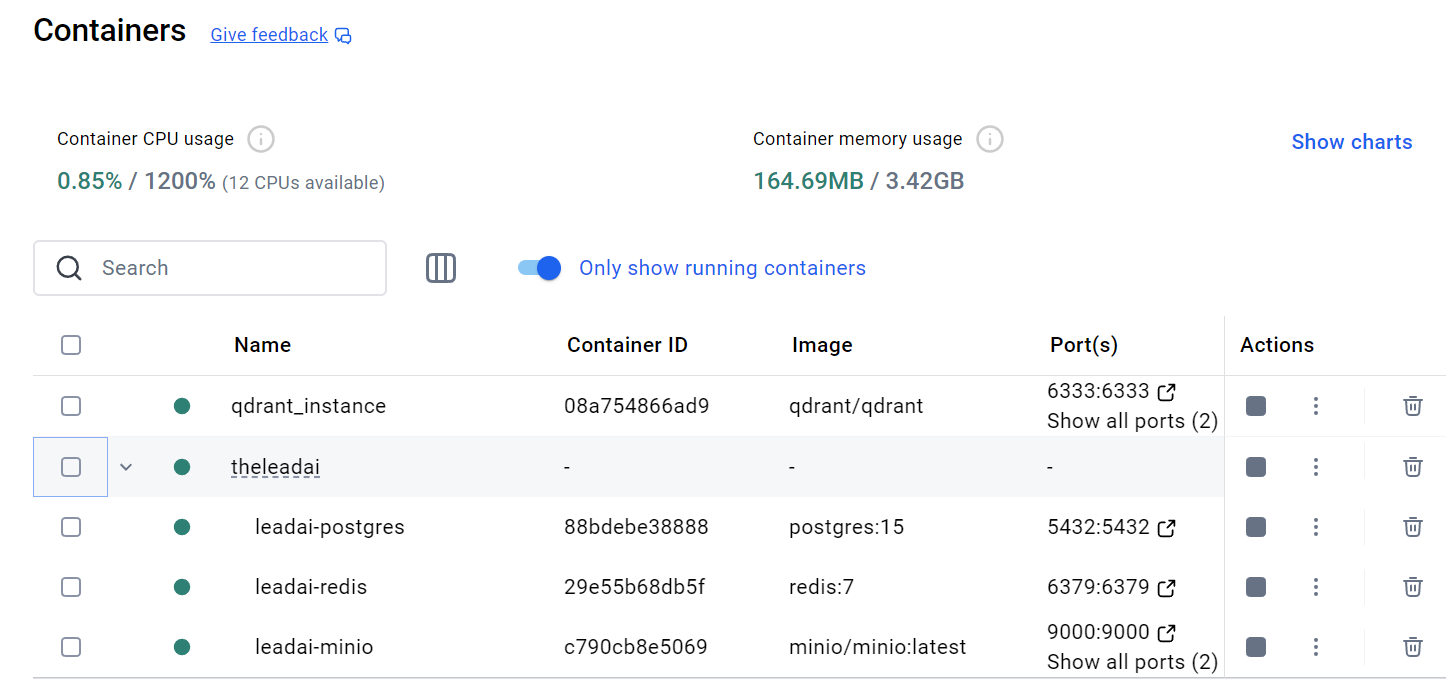 Containers Give feedback
Container CPU usage
0.85% / 1200% (12 CPUs available)
Container memory usage
164.69MB / 3.42GB
Show charts
Search
Only show running containers
Name Container ID Image Port(s) Actions
qdrant_instance 08a754866ad9 qdrant/qdrant 6333:6333
Show all ports (2)
theleadai - - -
leadai-postgres 88bdebe38888 postgres:15 5432:5432
leadai-redis 29e55b68db5f redis:7 6379:6379
leadai-minio c790cb8e5069 minio/minio:latest 9000:9000
Show all ports (2)